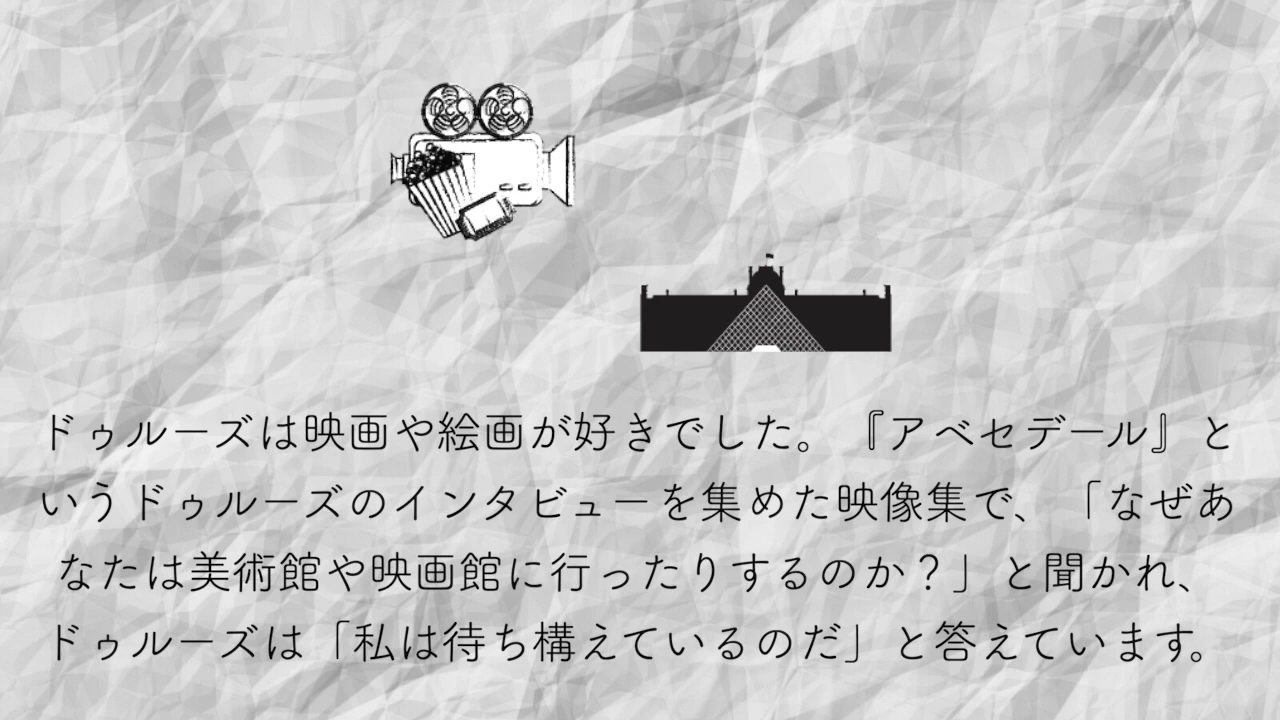 ドゥルーズは映画や絵画が好きでした。『アベセデール』と
いうドゥルーズのインタビューを集めた映像集で、「なぜあ
なたは美術館や映画館に行ったりするのか？」と聞かれ、
ドゥルーズは「私は待ち構えているのだ」と答えています。